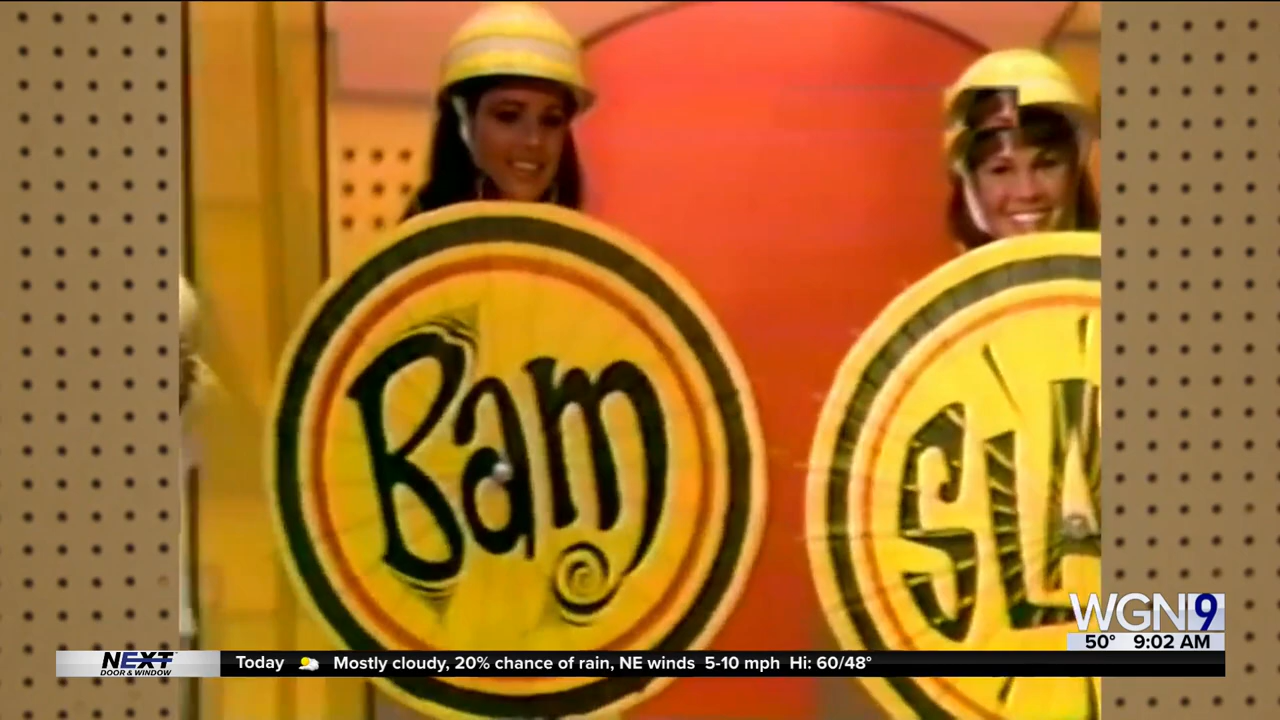 Bam
SLA
WGN9
50° 9:02 AM
NEXT
DOOR & WINDOW
Today Mostly cloudy, 20% chance of rain, NE winds 5-10 mph Hi: 60/48°